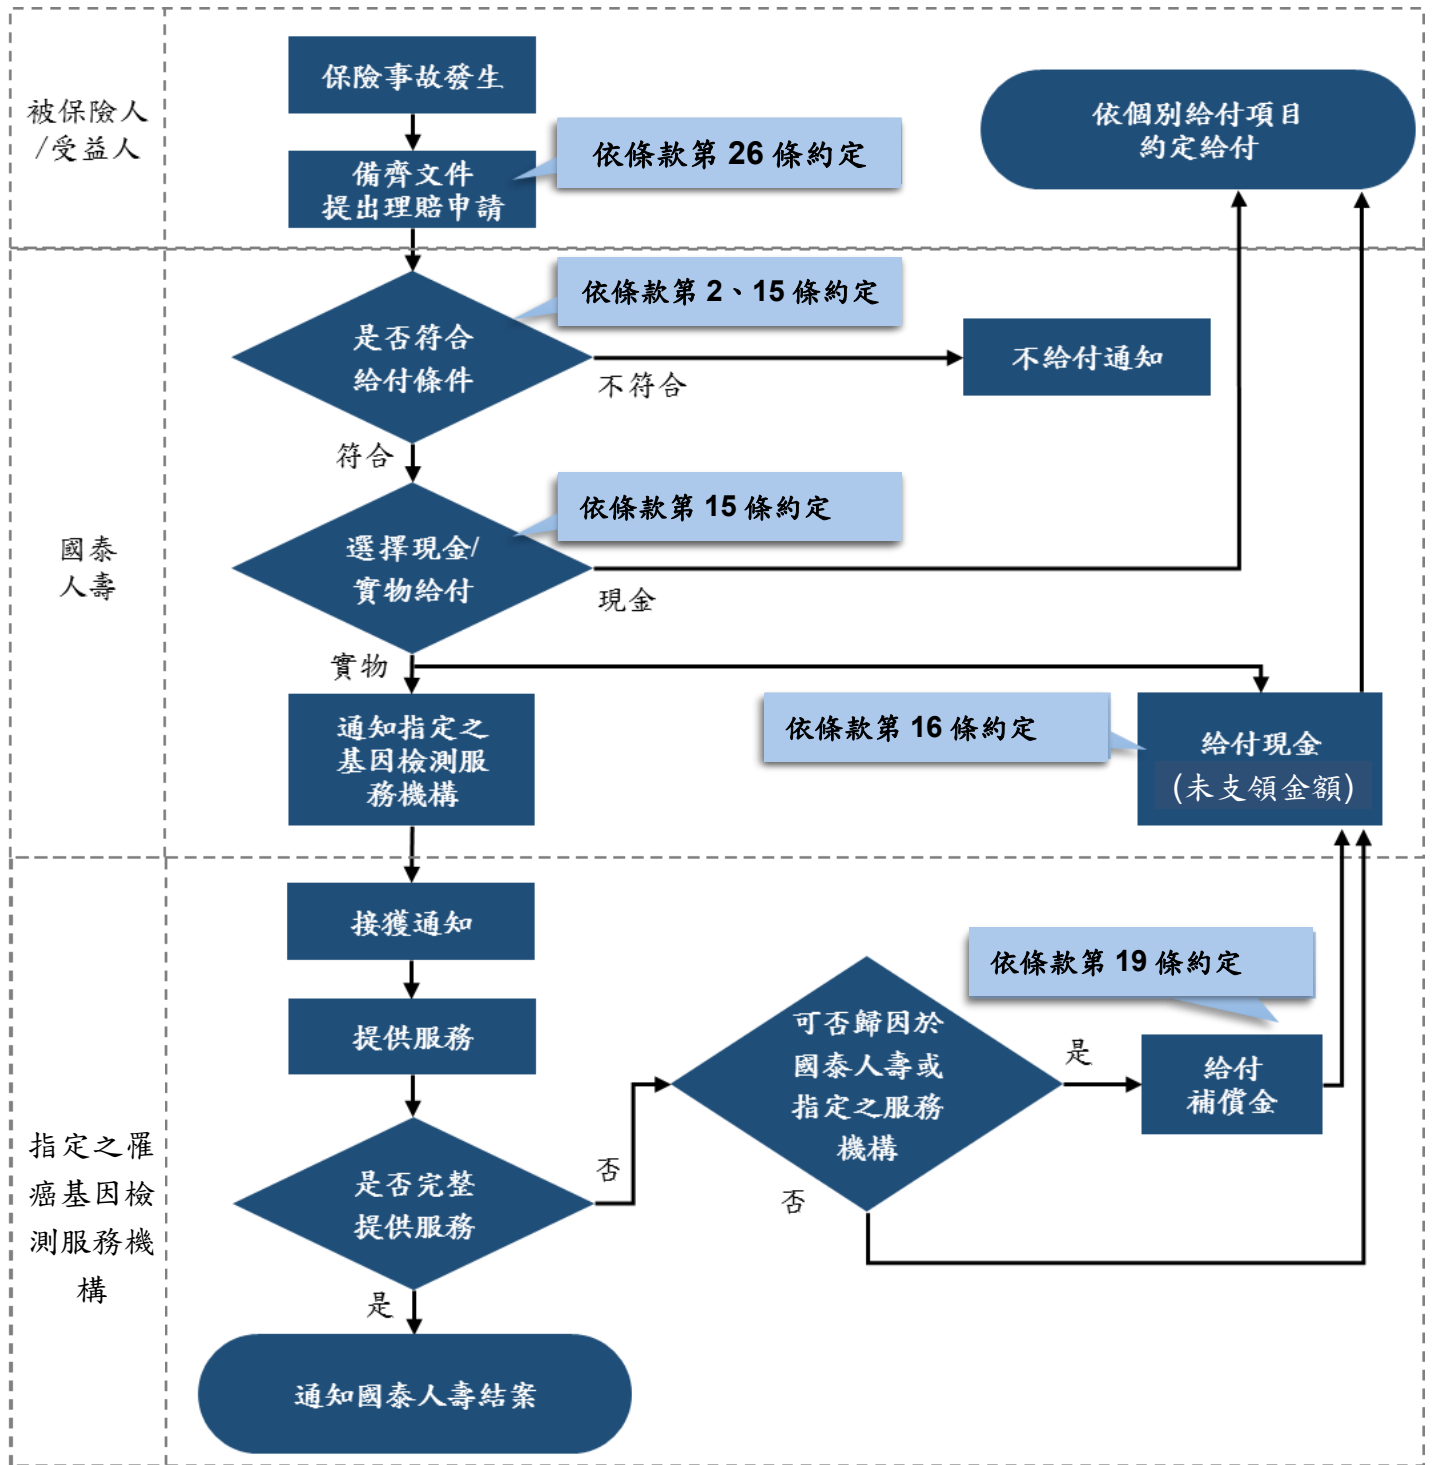 被保險人
/受益人
保險事故發生
備齊文件
提出理賠申請
依條款第 26 條約定
依個別給付項目
約定給付
國泰
人壽
是否符合
給付條件
依條款第 2、15 條約定
不符合
不給付通知
符合
選擇現金/
實物給付
依條款第 15 條約定
現金
實物
通知指定之
基因檢測服
務機構
依條款第 16 條約定
給付現金
(未支領金額)
指定之罹
癌基因檢
測服務機
構
接獲通知
提供服務
是否完整
提供服務
否
可否歸因於
國泰人壽或
指定之服務
機構
依條款第 19 條約定
是
給付
補償金
否
是
通知國泰人壽結案